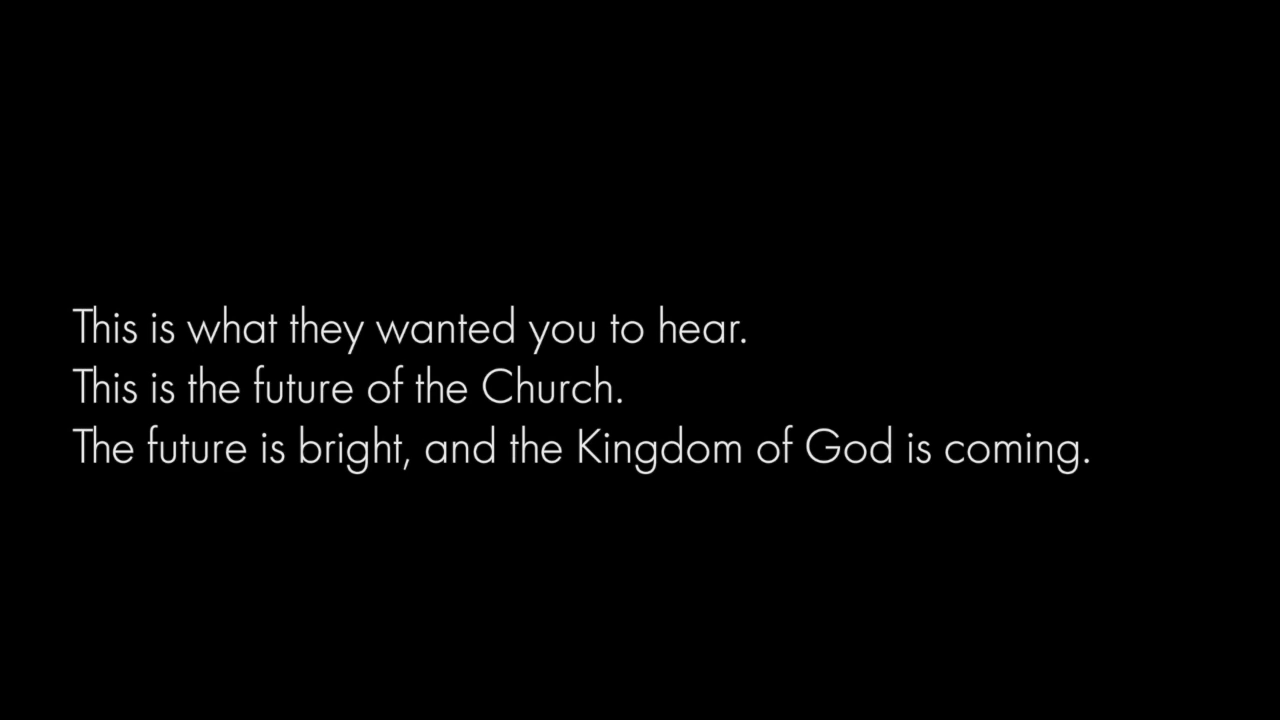 This is what they wanted you to hear.
This is the future of the Church.
The future is bright, and the Kingdom of God is coming.